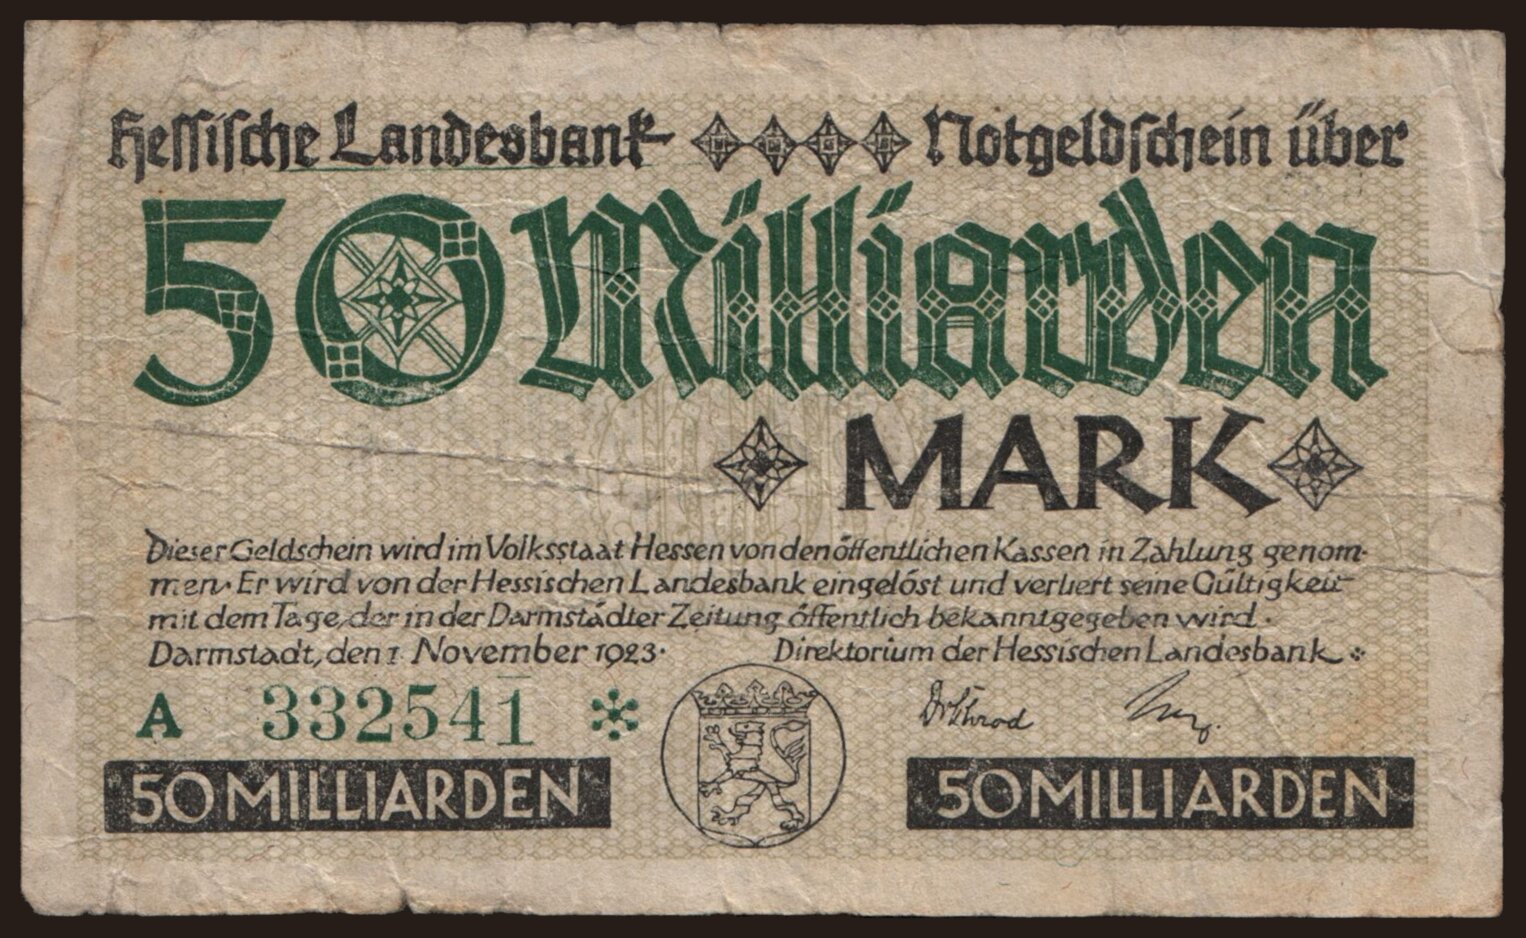 Hessische Landesbank Notgeldschein über
50 Milliarden
MARK
Dieser Geldschein wird im Volksstaat Hessen von den öffentlichen Kassen in Zahlung genom-
men. Er wird von der Hessischen Landesbank eingelöst und verliert seine Gültigkeit
mit dem Tage, der in der Darmstädter Zeitung öffentlich bekanntgegeben wird.
Darmstadt, den 1. November 1923. Direktorium der Hessischen Landesbank
A 332541 *
50 MILLIARDEN 50 MILLIARDEN